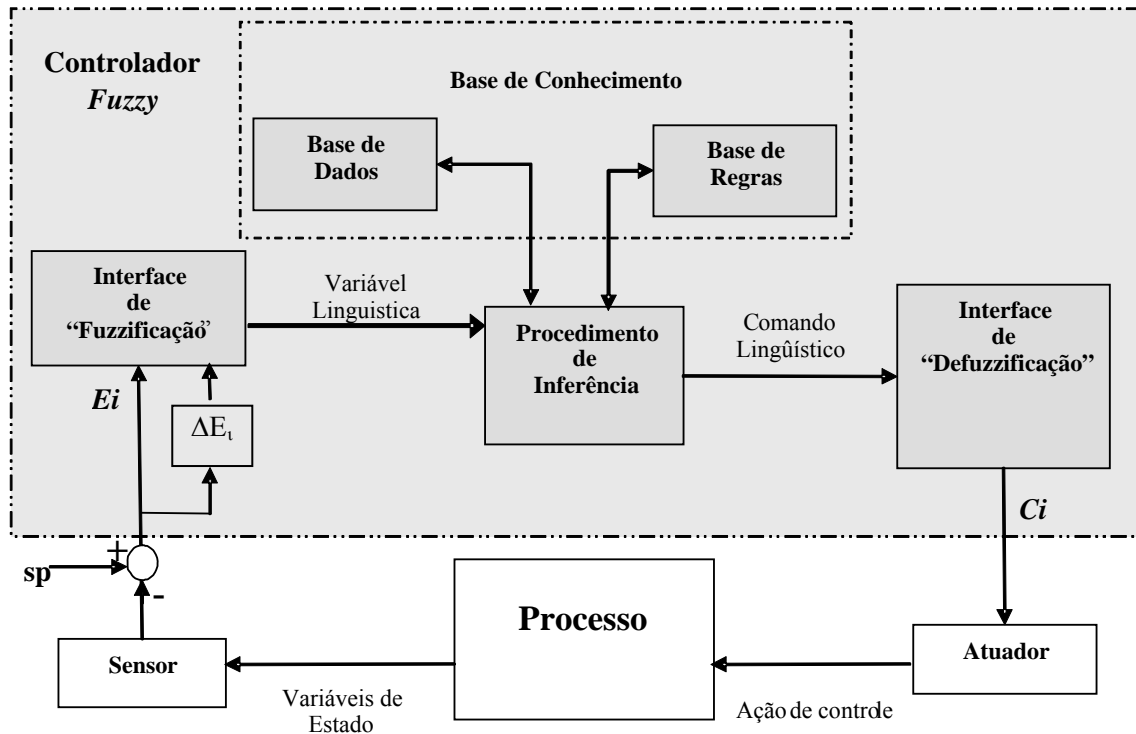 Controlador
Fuzzy
Base de Conhecimento
Base de
Dados
Base de
Regras
Interface
de
“Fuzzificação”
Variável
Linguistica
Procedimento
de
Inferência
Comando
Lingûístico
Interface
de
“Defuzzificação”
Ei
ΔEι
Ci
+
sp
-
Sensor
Processo
Atuador
Variáveis de
Estado
Ação de controle